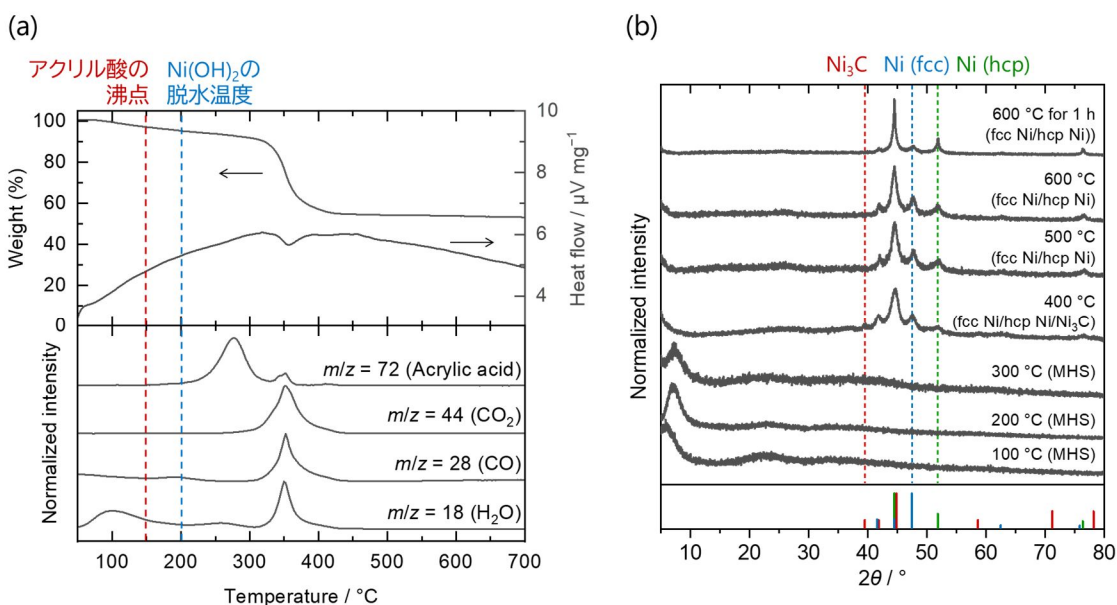 (a)
アクリル酸の
沸点
Ni(OH)₂の
脱水温度
100
80
60
40
20
0
Weight (%)
10
8
6
4
Heat flow / µV mg⁻¹
m/z = 72 (Acrylic acid)
m/z = 44 (CO₂)
m/z = 28 (CO)
m/z = 18 (H₂O)
Normalized intensity
100
200
300
400
500
600
700
Temperature / °C
(b)
Ni₃C
Ni (fcc)
Ni (hcp)
600 °C for 1 h
(fcc Ni/hcp Ni))
600 °C
(fcc Ni/hcp Ni)
500 °C
(fcc Ni/hcp Ni)
400 °C
(fcc Ni/hcp Ni/Ni₃C)
300 °C (MHS)
200 °C (MHS)
100 °C (MHS)
Normalized intensity
10
20
30
40
50
60
70
80
2θ / °